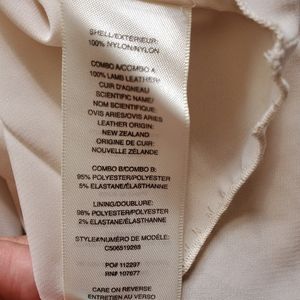 SHELL/EXTÉRIEUR:
100% NYLON/NYLON
COMBO A/COMBO A
100% LAMB LEATHER/
CUIR D'AGNEAU
SCIENTIFIC NAME/
NOM SCIENTIFIQUE
OVIS ARIES/OVIS ARIES
LEATHER ORIGIN:
NEW ZEALAND
ORIGINE DE CUIR:
NOUVELLE ZÉLANDE
COMBO B/COMBO B:
95% POLYESTER/POLYESTER
5% ELASTANE/ÉLASTHANNE
LINING/DOUBLURE:
98% POLYESTER/POLYESTER
2% ELASTANE/ÉLASTHANNE
STYLE#/NUMÉRO DE MODÈLE:
C506519268
PO# 112297
RN# 107677
CARE ON REVERSE
ENTRETIEN AU VERSO